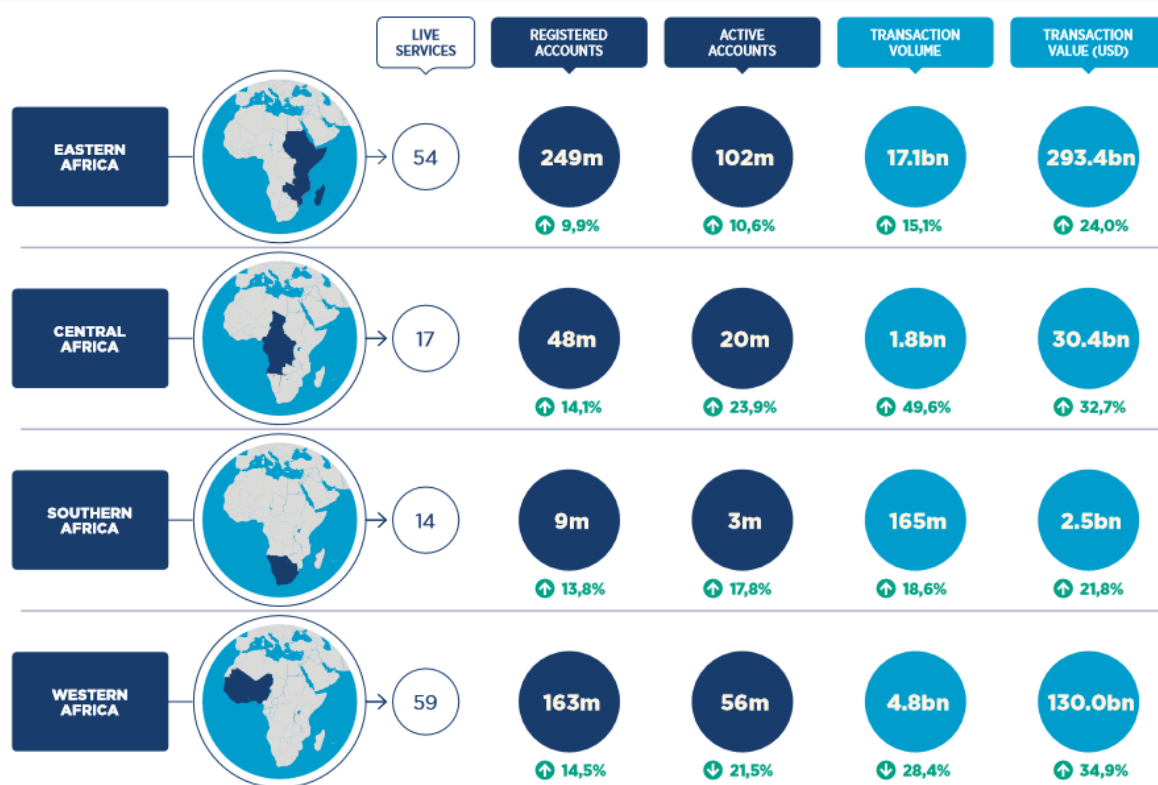 LIVE
SERVICES
REGISTERED
ACCOUNTS
ACTIVE
ACCOUNTS
TRANSACTION
VOLUME
TRANSACTION
VALUE (USD)
EASTERN
AFRICA
54
249m
102m
17.1bn
293.4bn
9,9%
10,6%
15,1%
24,0%
CENTRAL
AFRICA
17
48m
20m
1.8bn
30.4bn
14,1%
23,9%
49,6%
32,7%
SOUTHERN
AFRICA
14
9m
3m
165m
2.5bn
13,8%
17,8%
18,6%
21,8%
WESTERN
AFRICA
59
163m
56m
4.8bn
130.0bn
14,5%
21,5%
28,4%
34,9%